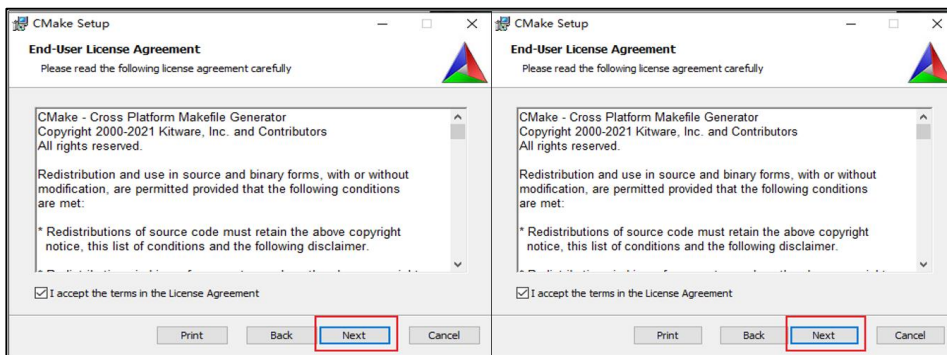 CMake Setup
End-User License Agreement
Please read the following license agreement carefully
CMake - Cross Platform Makefile Generator
Copyright 2000-2021 Kitware, Inc. and Contributors
All rights reserved.
Redistribution and use in source and binary forms, with or without
modification, are permitted provided that the following conditions
are met:
* Redistributions of source code must retain the above copyright
notice, this list of conditions and the following disclaimer.
I accept the terms in the License Agreement
Print Back Next Cancel
CMake Setup
End-User License Agreement
Please read the following license agreement carefully
CMake - Cross Platform Makefile Generator
Copyright 2000-2021 Kitware, Inc. and Contributors
All rights reserved.
Redistribution and use in source and binary forms, with or without
modification, are permitted provided that the following conditions
are met:
* Redistributions of source code must retain the above copyright
notice, this list of conditions and the following disclaimer.
I accept the terms in the License Agreement
Print Back Next Cancel